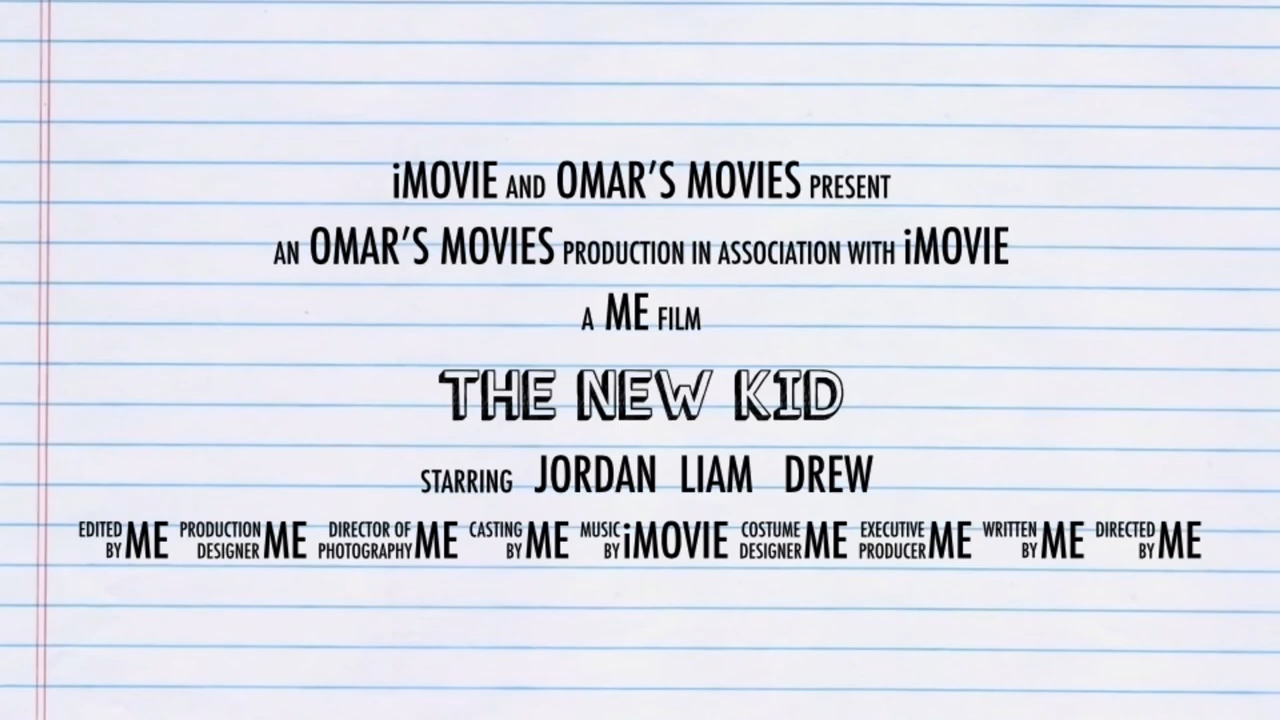 iMOVIE AND OMAR'S MOVIES PRESENT
AN OMAR'S MOVIES PRODUCTION IN ASSOCIATION WITH iMOVIE
A ME FILM
THE NEW KID
STARRING JORDAN LIAM DREW
EDITED BY ME PRODUCTION DESIGNER ME DIRECTOR OF PHOTOGRAPHY ME CASTING BY ME MUSIC BY iMOVIE COSTUME DESIGNER ME EXECUTIVE PRODUCER ME WRITTEN BY ME DIRECTED BY ME